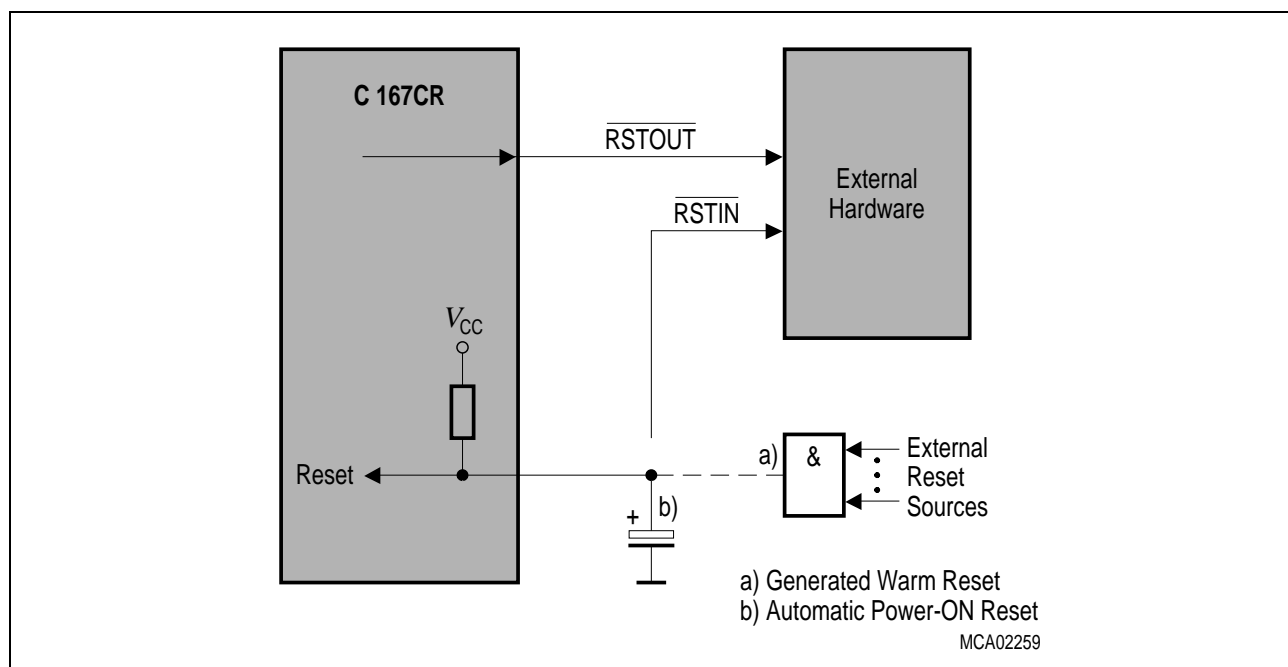 C 167CR
RSTOUT
External
Hardware
RSTIN
VCC
Reset
a)
&
External
Reset
Sources
b)
+
a) Generated Warm Reset
b) Automatic Power-ON Reset
MCA02259